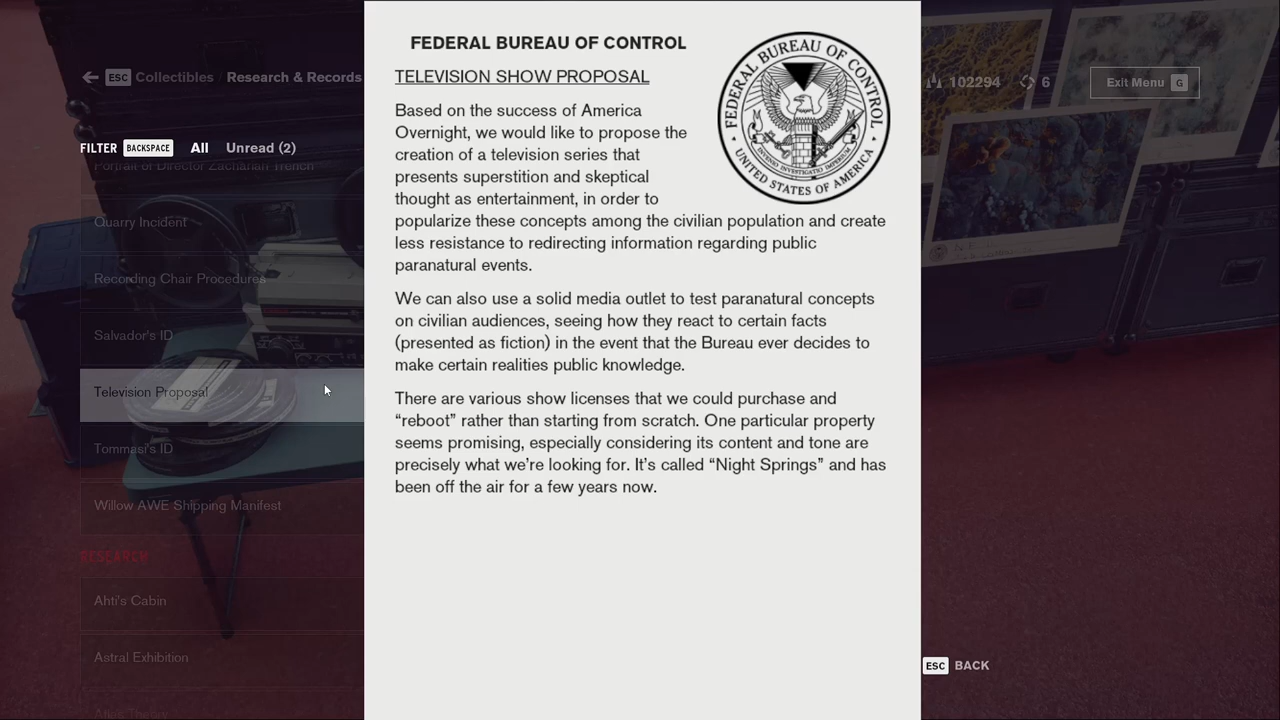 FEDERAL BUREAU OF CONTROL
TELEVISION SHOW PROPOSAL
Based on the success of America
Overnight, we would like to propose the
creation of a television series that
presents superstition and skeptical
thought as entertainment, in order to
popularize these concepts among the civilian population and create
less resistance to redirecting information regarding public
paranatural events.
We can also use a solid media outlet to test paranatural concepts
on civilian audiences, seeing how they react to certain facts
(presented as fiction) in the event that the Bureau ever decides to
make certain realities public knowledge.
There are various show licenses that we could purchase and
“reboot” rather than starting from scratch. One particular property
seems promising, especially considering its content and tone are
precisely what we’re looking for. It’s called “Night Springs” and has
been off the air for a few years now.
FEDERAL BUREAU OF CONTROL
UNITED STATES OF AMERICA
ESC Collectibles / Research & Records
102294 6
Exit Menu G
FILTER BACKSPACE All Unread (2)
Portrait of Director Zachariah Trench
Quarry Incident
Recording Chair Procedures
Salvador's ID
Television Proposal
Tommasi's ID
Willow AWE Shipping Manifest
RESEARCH
Ahti's Cabin
Astral Exhibition
ESC BACK